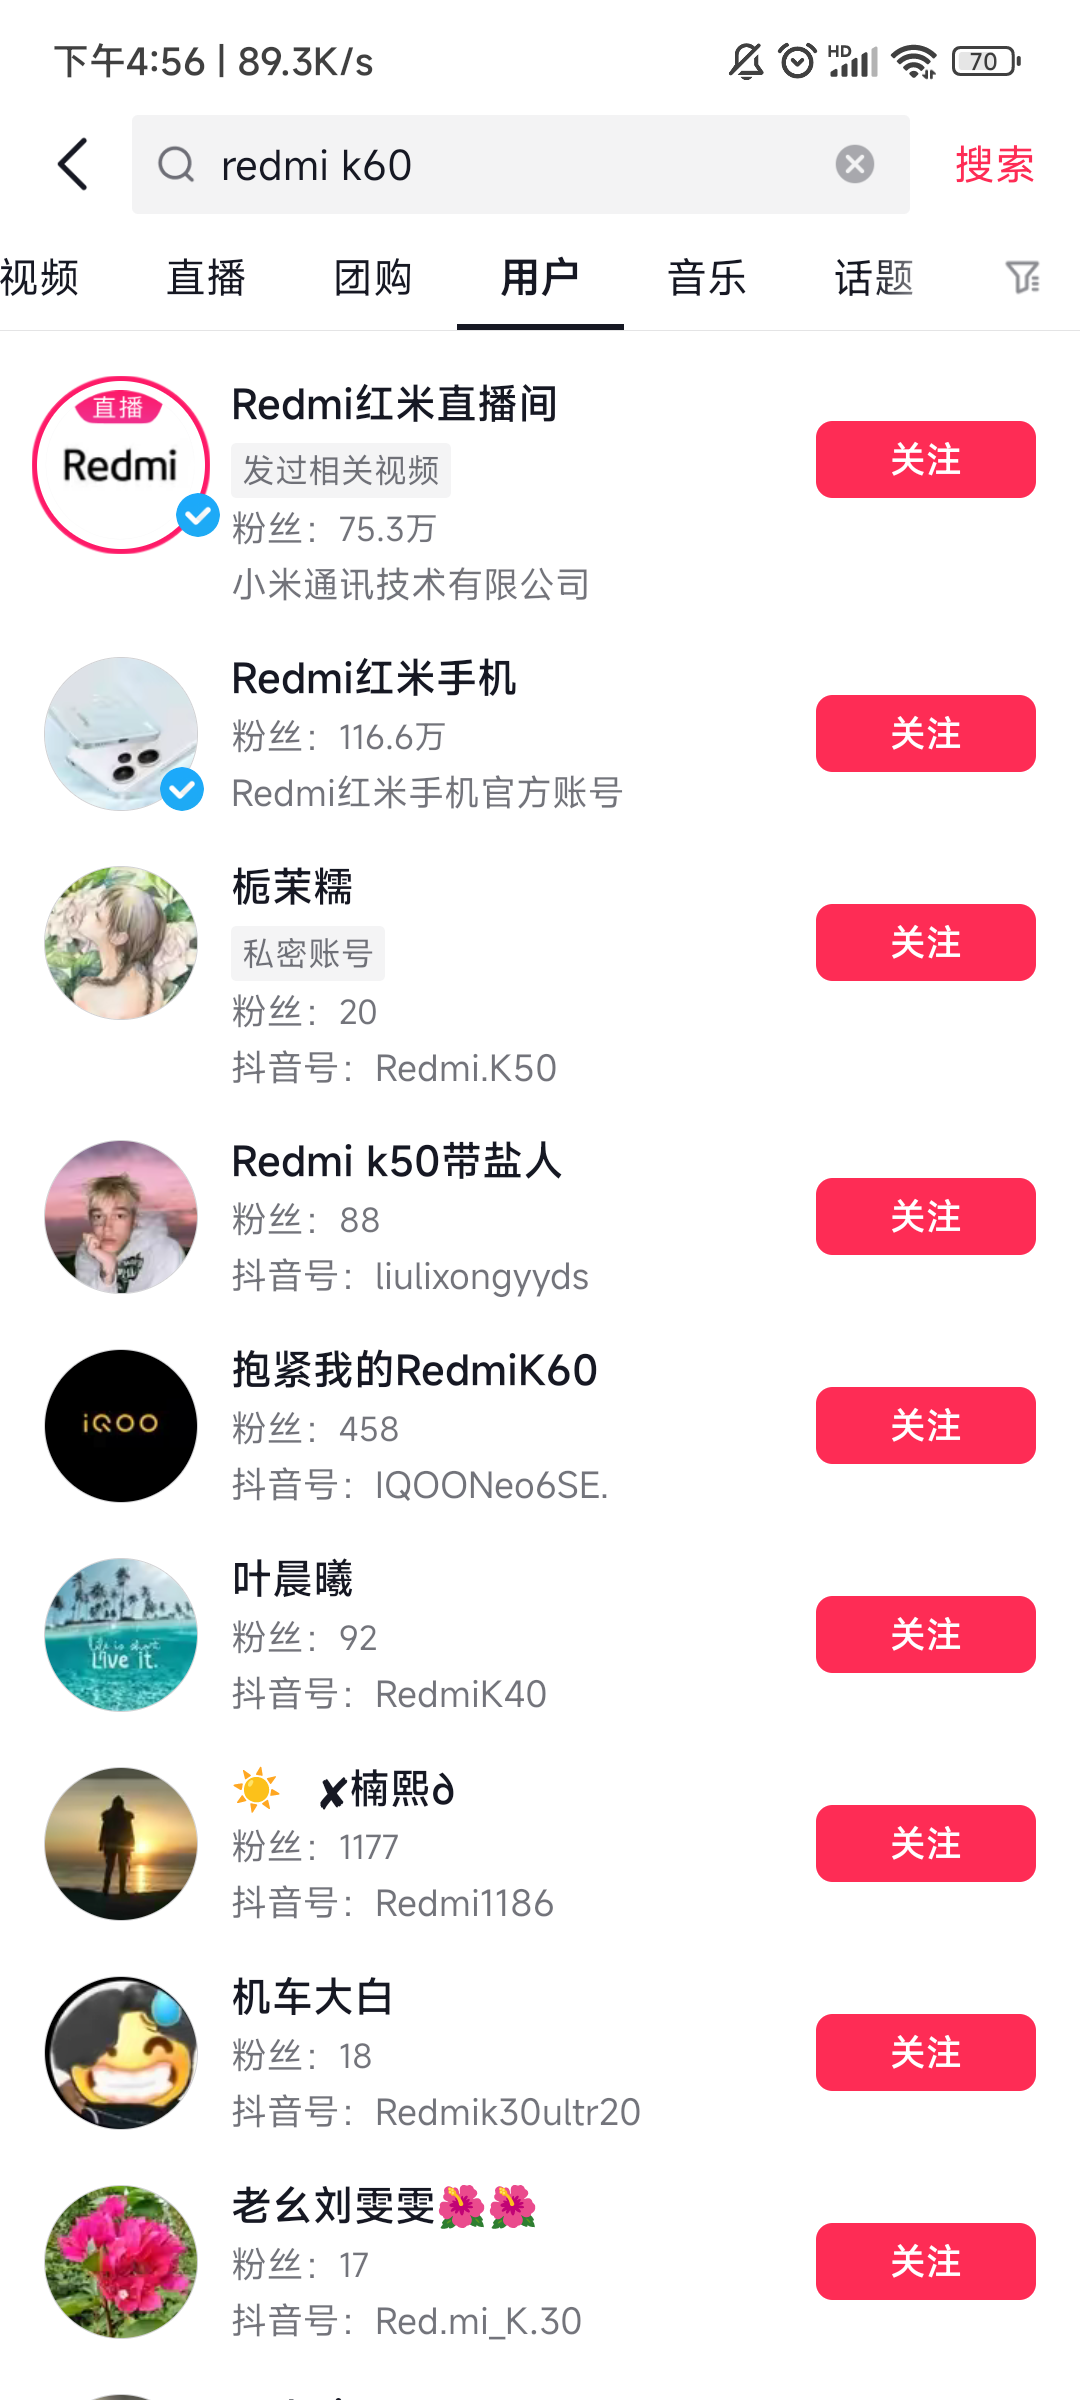 下午4:56 | 89.3K/s
HD
70
redmi k60
搜索
视频 直播 团购 用户 音乐 话题
直播
Redmi
Redmi红米直播间
发过相关视频
粉丝：75.3万
小米通讯技术有限公司
关注
Redmi红米手机
粉丝：116.6万
Redmi红米手机官方账号
关注
栀茉糯
私密账号
粉丝：20
抖音号：Redmi.K50
关注
Redmi k50带盐人
粉丝：88
抖音号：liulixongyyds
关注
iQOO
抱紧我的RedmiK60
粉丝：458
抖音号：IQOONeo6SE.
关注
life is short
Live it.
叶晨曦
粉丝：92
抖音号：RedmiK40
关注
☀️ ✘楠熙∂
粉丝：1177
抖音号：Redmi1186
关注
机车大白
粉丝：18
抖音号：Redmik30ultr20
关注
老幺刘雯雯🌺🌺
粉丝：17
抖音号：Red.mi_K.30
关注